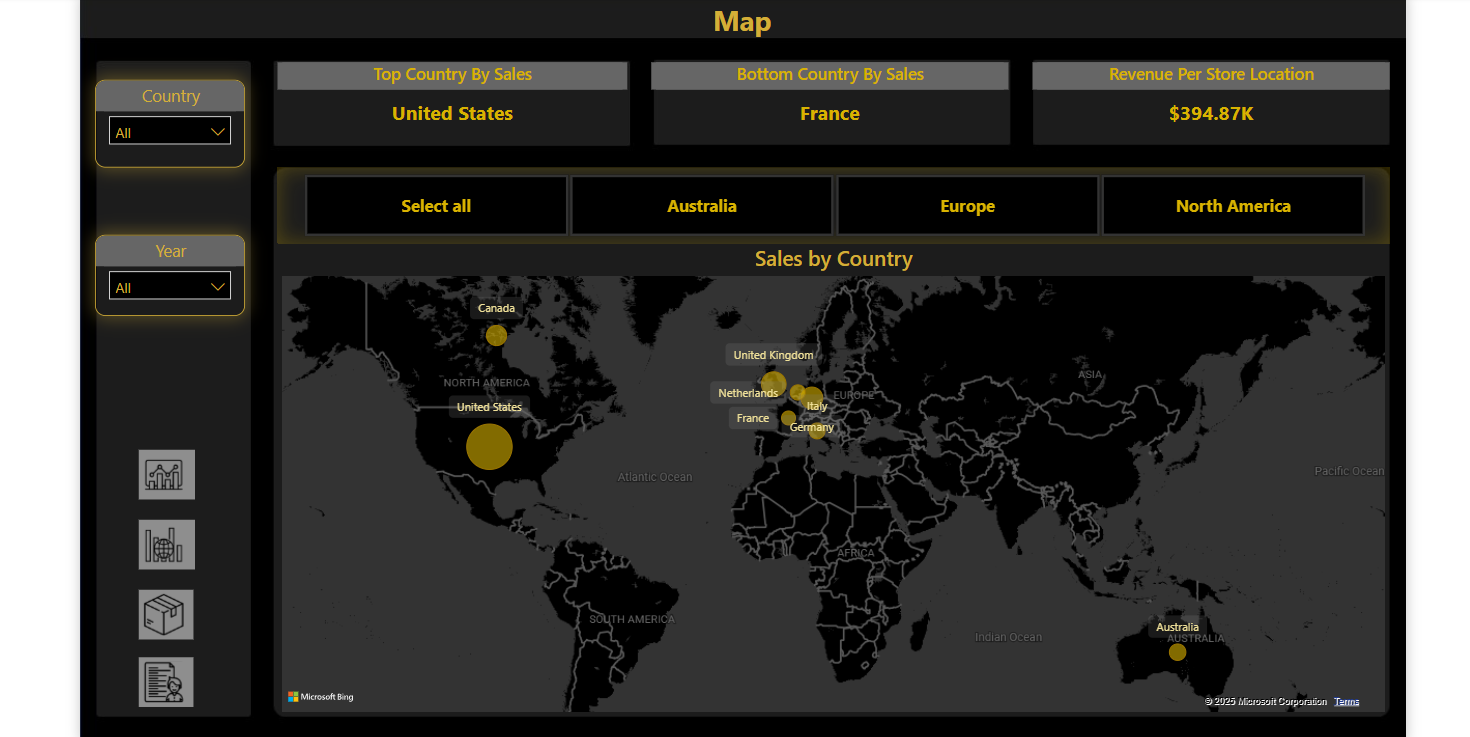 Map
Country
All
Year
All
Top Country By Sales
United States
Bottom Country By Sales
France
Revenue Per Store Location
$394.87K
Select all
Australia
Europe
North America
Sales by Country
Canada
NORTH AMERICA
United States
United Kingdom
Netherlands
EUROPE
Italy
France
Germany
ASIA
Atlantic Ocean
Pacific Ocean
AFRICA
SOUTH AMERICA
Indian Ocean
Australia
AUSTRALIA
Microsoft Bing
© 2025 Microsoft Corporation Terms